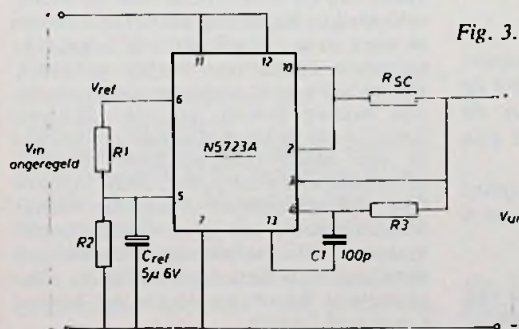 Fig. 3.
+
11 12
10
Vref
6
RSC
+
Vin
ongeregeld
R1
N5723A
2
3
5
4
R3
R2
Cref
5µ 6V
7
13
C1
100p
-
-